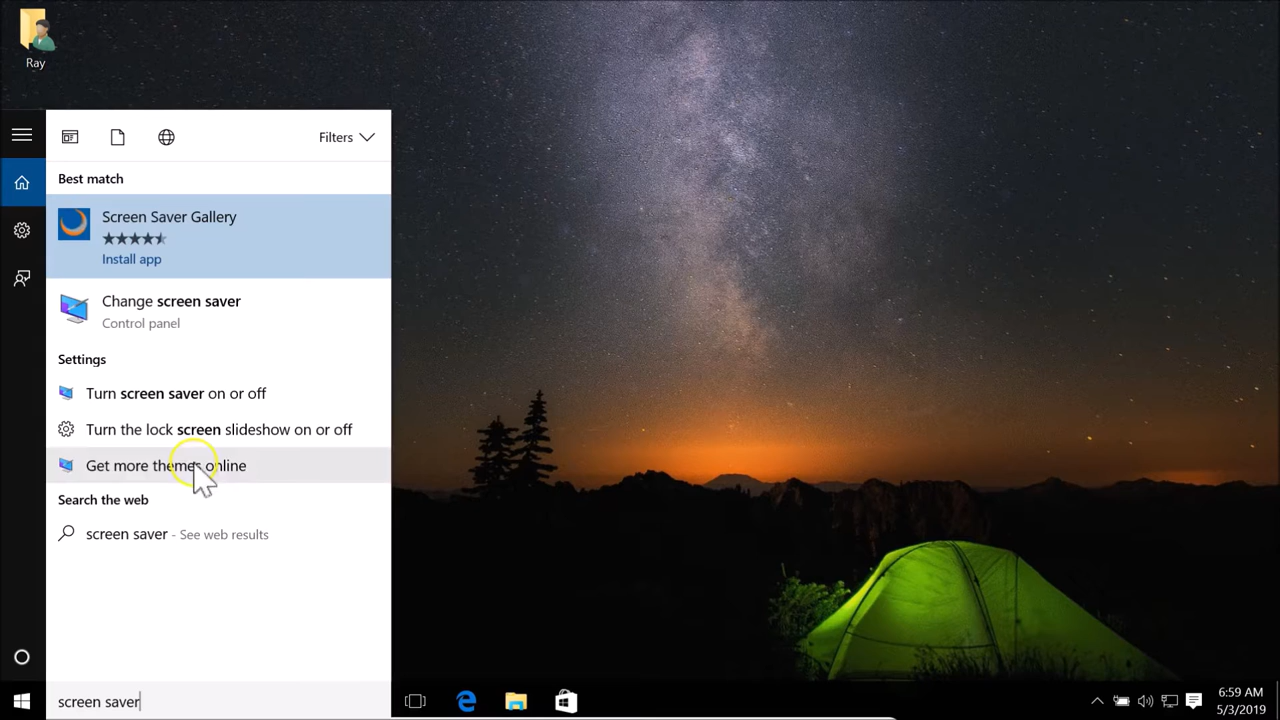 Ray
Filters
Best match
Screen Saver Gallery
Install app
Change screen saver
Control panel
Settings
Turn screen saver on or off
Turn the lock screen slideshow on or off
Get more themes online
Search the web
screen saver - See web results
screen saver
6:59 AM
5/3/2019